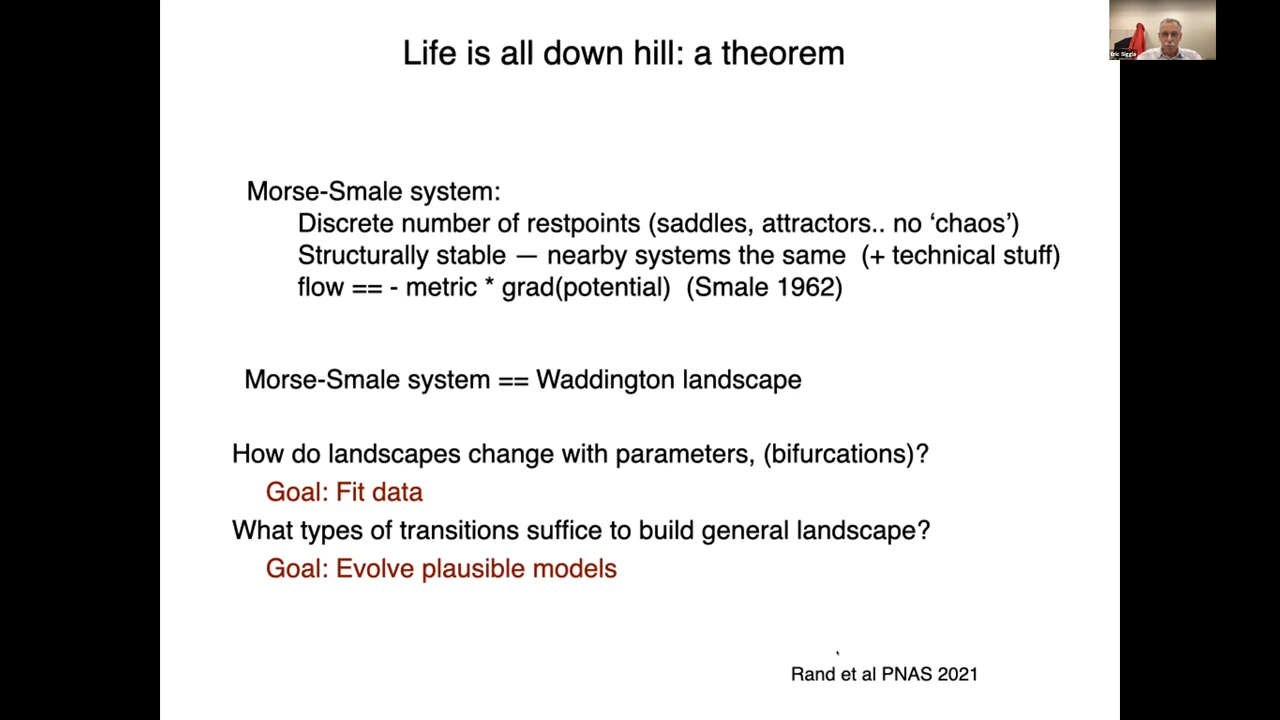 Life is all down hill: a theorem
Eric Siggia
Morse-Smale system:
Discrete number of restpoints (saddles, attractors.. no ‘chaos’)
Structurally stable — nearby systems the same (+ technical stuff)
flow == - metric * grad(potential) (Smale 1962)
Morse-Smale system == Waddington landscape
How do landscapes change with parameters, (bifurcations)?
Goal: Fit data
What types of transitions suffice to build general landscape?
Goal: Evolve plausible models
Rand et al PNAS 2021